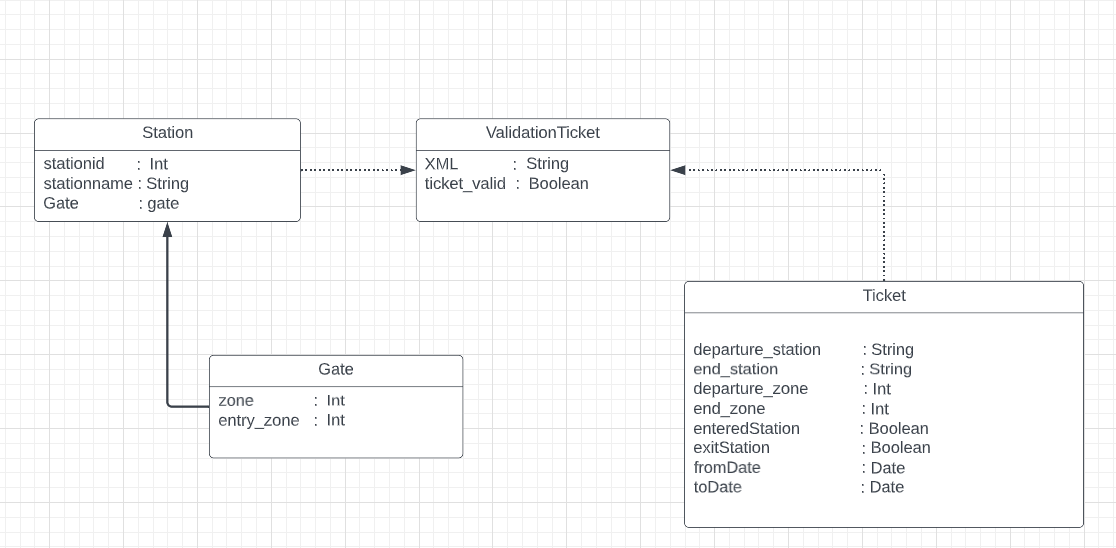 Station
stationid : Int
stationname : String
Gate : gate
ValidationTicket
XML : String
ticket_valid : Boolean
Gate
zone : Int
entry_zone : Int
Ticket
departure_station : String
end_station : String
departure_zone : Int
end_zone : Int
enteredStation : Boolean
exitStation : Boolean
fromDate : Date
toDate : Date